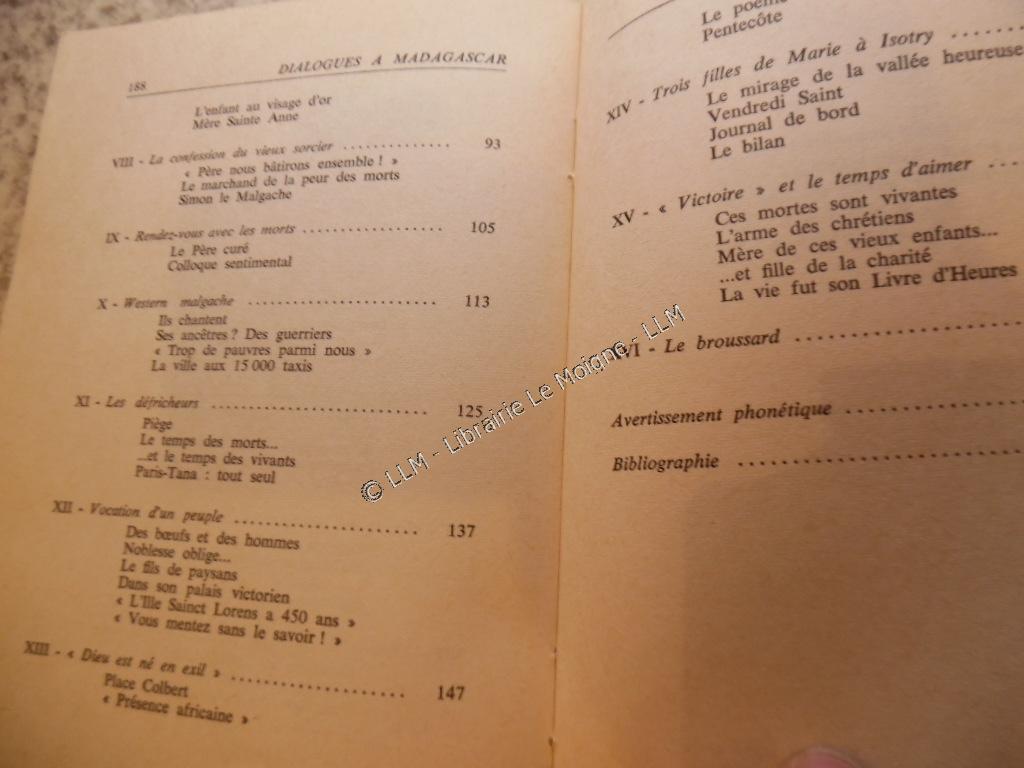 188 DIALOGUES A MADAGASCAR
L'enfant au visage d'or
Mère Sainte Anne
VIII - La confession du vieux sorcier .............. 93
« Père nous bâtirons ensemble ! »
Le marchand de la peur des morts
Simon le Malgache
IX - Rendez-vous avec les morts .................. 105
Le Père curé
Colloque sentimental
X - Western malgache ........................ 113
Ils chantent
Ses ancêtres ? Des guerriers
« Trop de pauvres parmi nous »
La ville aux 15 000 taxis
XI - Les défricheurs ........................... 125
Piège
Le temps des morts...
...et le temps des vivants
Paris-Tana : tout seul
XII - Vocation d'un peuple ....................... 137
Des bœufs et des hommes
Noblesse oblige...
Le fils de paysans
Dans son palais victorien
« L'Ille Sainct Lorens a 450 ans »
« Vous mentez sans le savoir ! »
XIII - « Dieu est né en exil » ...................... 147
Place Colbert
« Présence africaine »
Le poème
Pentecôte
XIV - Trois filles de Marie à Isotry ........
Le mirage de la vallée heureuse
Vendredi Saint
Journal de bord
Le bilan
XV - « Victoire » et le temps d'aimer ....
Ces mortes sont vivantes
L'arme des chrétiens
Mère de ces vieux enfants...
...et fille de la charité
La vie fut son Livre d'Heures
XVI - Le broussard ........................
Avertissement phonétique ...................
Bibliographie ..............................
© LLM - Librairie Le Moigne - LLM